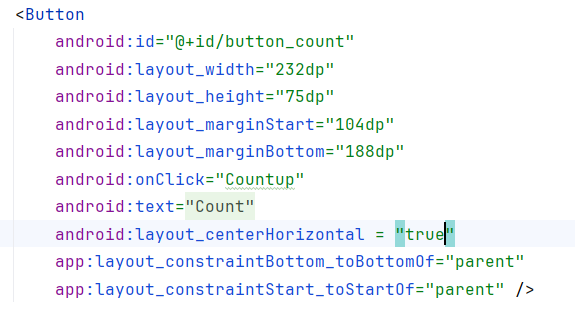 <Button
android:id="@+id/button_count"
android:layout_width="232dp"
android:layout_height="75dp"
android:layout_marginStart="104dp"
android:layout_marginBottom="188dp"
android:onClick="Countup"
android:text="Count"
android:layout_centerHorizontal = "true"
app:layout_constraintBottom_toBottomOf="parent"
app:layout_constraintStart_toStartOf="parent" />